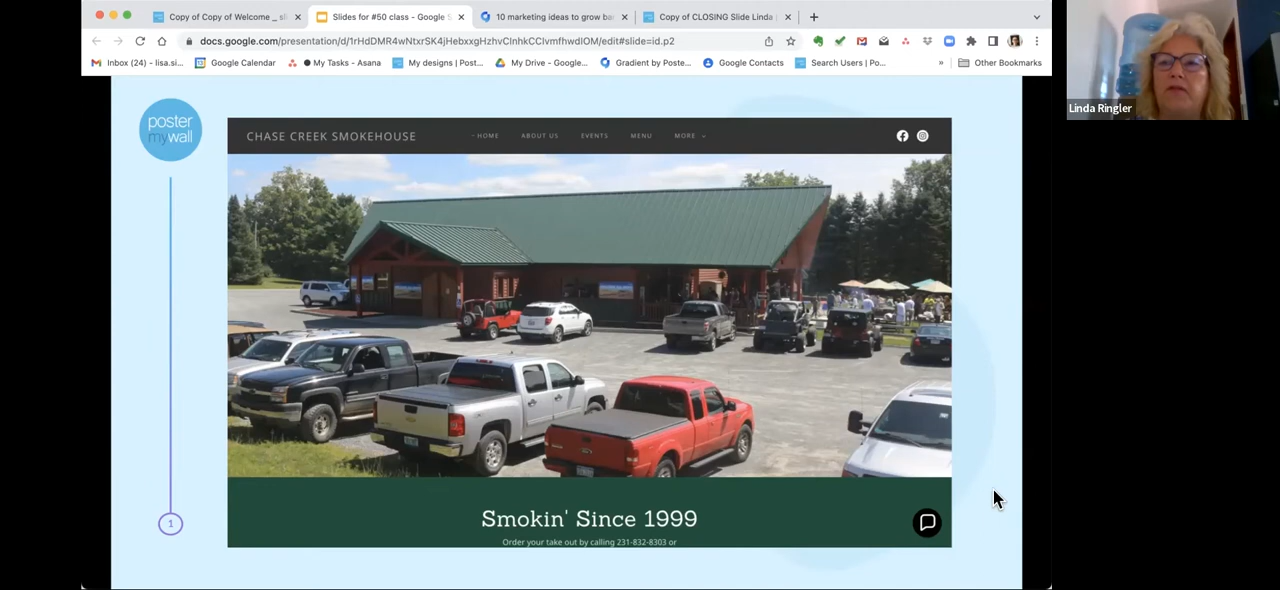 Copy of Copy of Welcome _ sli
Slides for #50 class - Google S
10 marketing ideas to grow bar
Copy of CLOSING Slide Linda |
docs.google.com/presentation/d/1rHdDMR4wNtxrSK4jHebxxgHzhvCInhkCCIvmfhwdIOM/edit#slide=id.p2
Inbox (24) - lisa.si...
Google Calendar
My Tasks - Asana
My designs | Post...
My Drive - Google...
Gradient by Poste...
Google Contacts
Search Users | Po...
»
Other Bookmarks
Linda Ringler
poster
mywall
CHASE CREEK SMOKEHOUSE
HOME
ABOUT US
EVENTS
MENU
MORE
Smokin' Since 1999
Order your take out by calling 231-832-8303 or
1